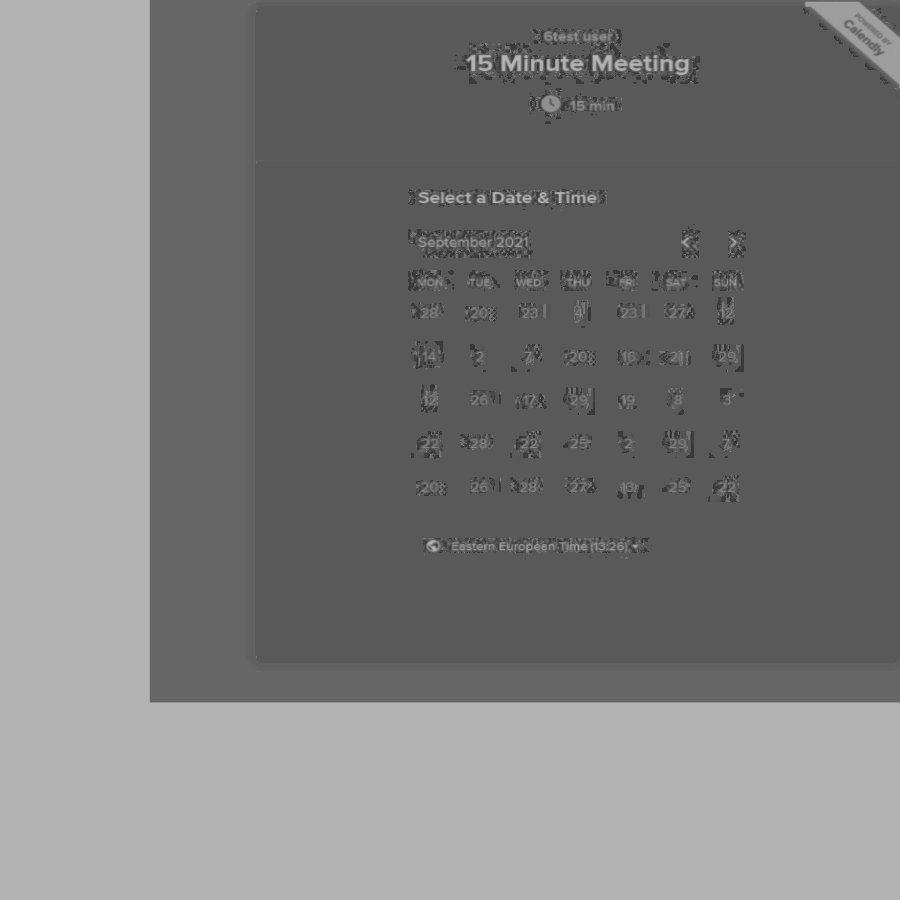 POWERED BY
Calendly
6test user
15 Minute Meeting
15 min
Select a Date & Time
September 2021
MON TUE WED THU FRI SAT SUN
28 20 23 4 23 27 12
14 2 7 20 16 21 29
12 26 17 29 19 8 3
22 28 22 25 2 29 7
20 26 28 27 13 25 22
Eastern European Time (13:26)